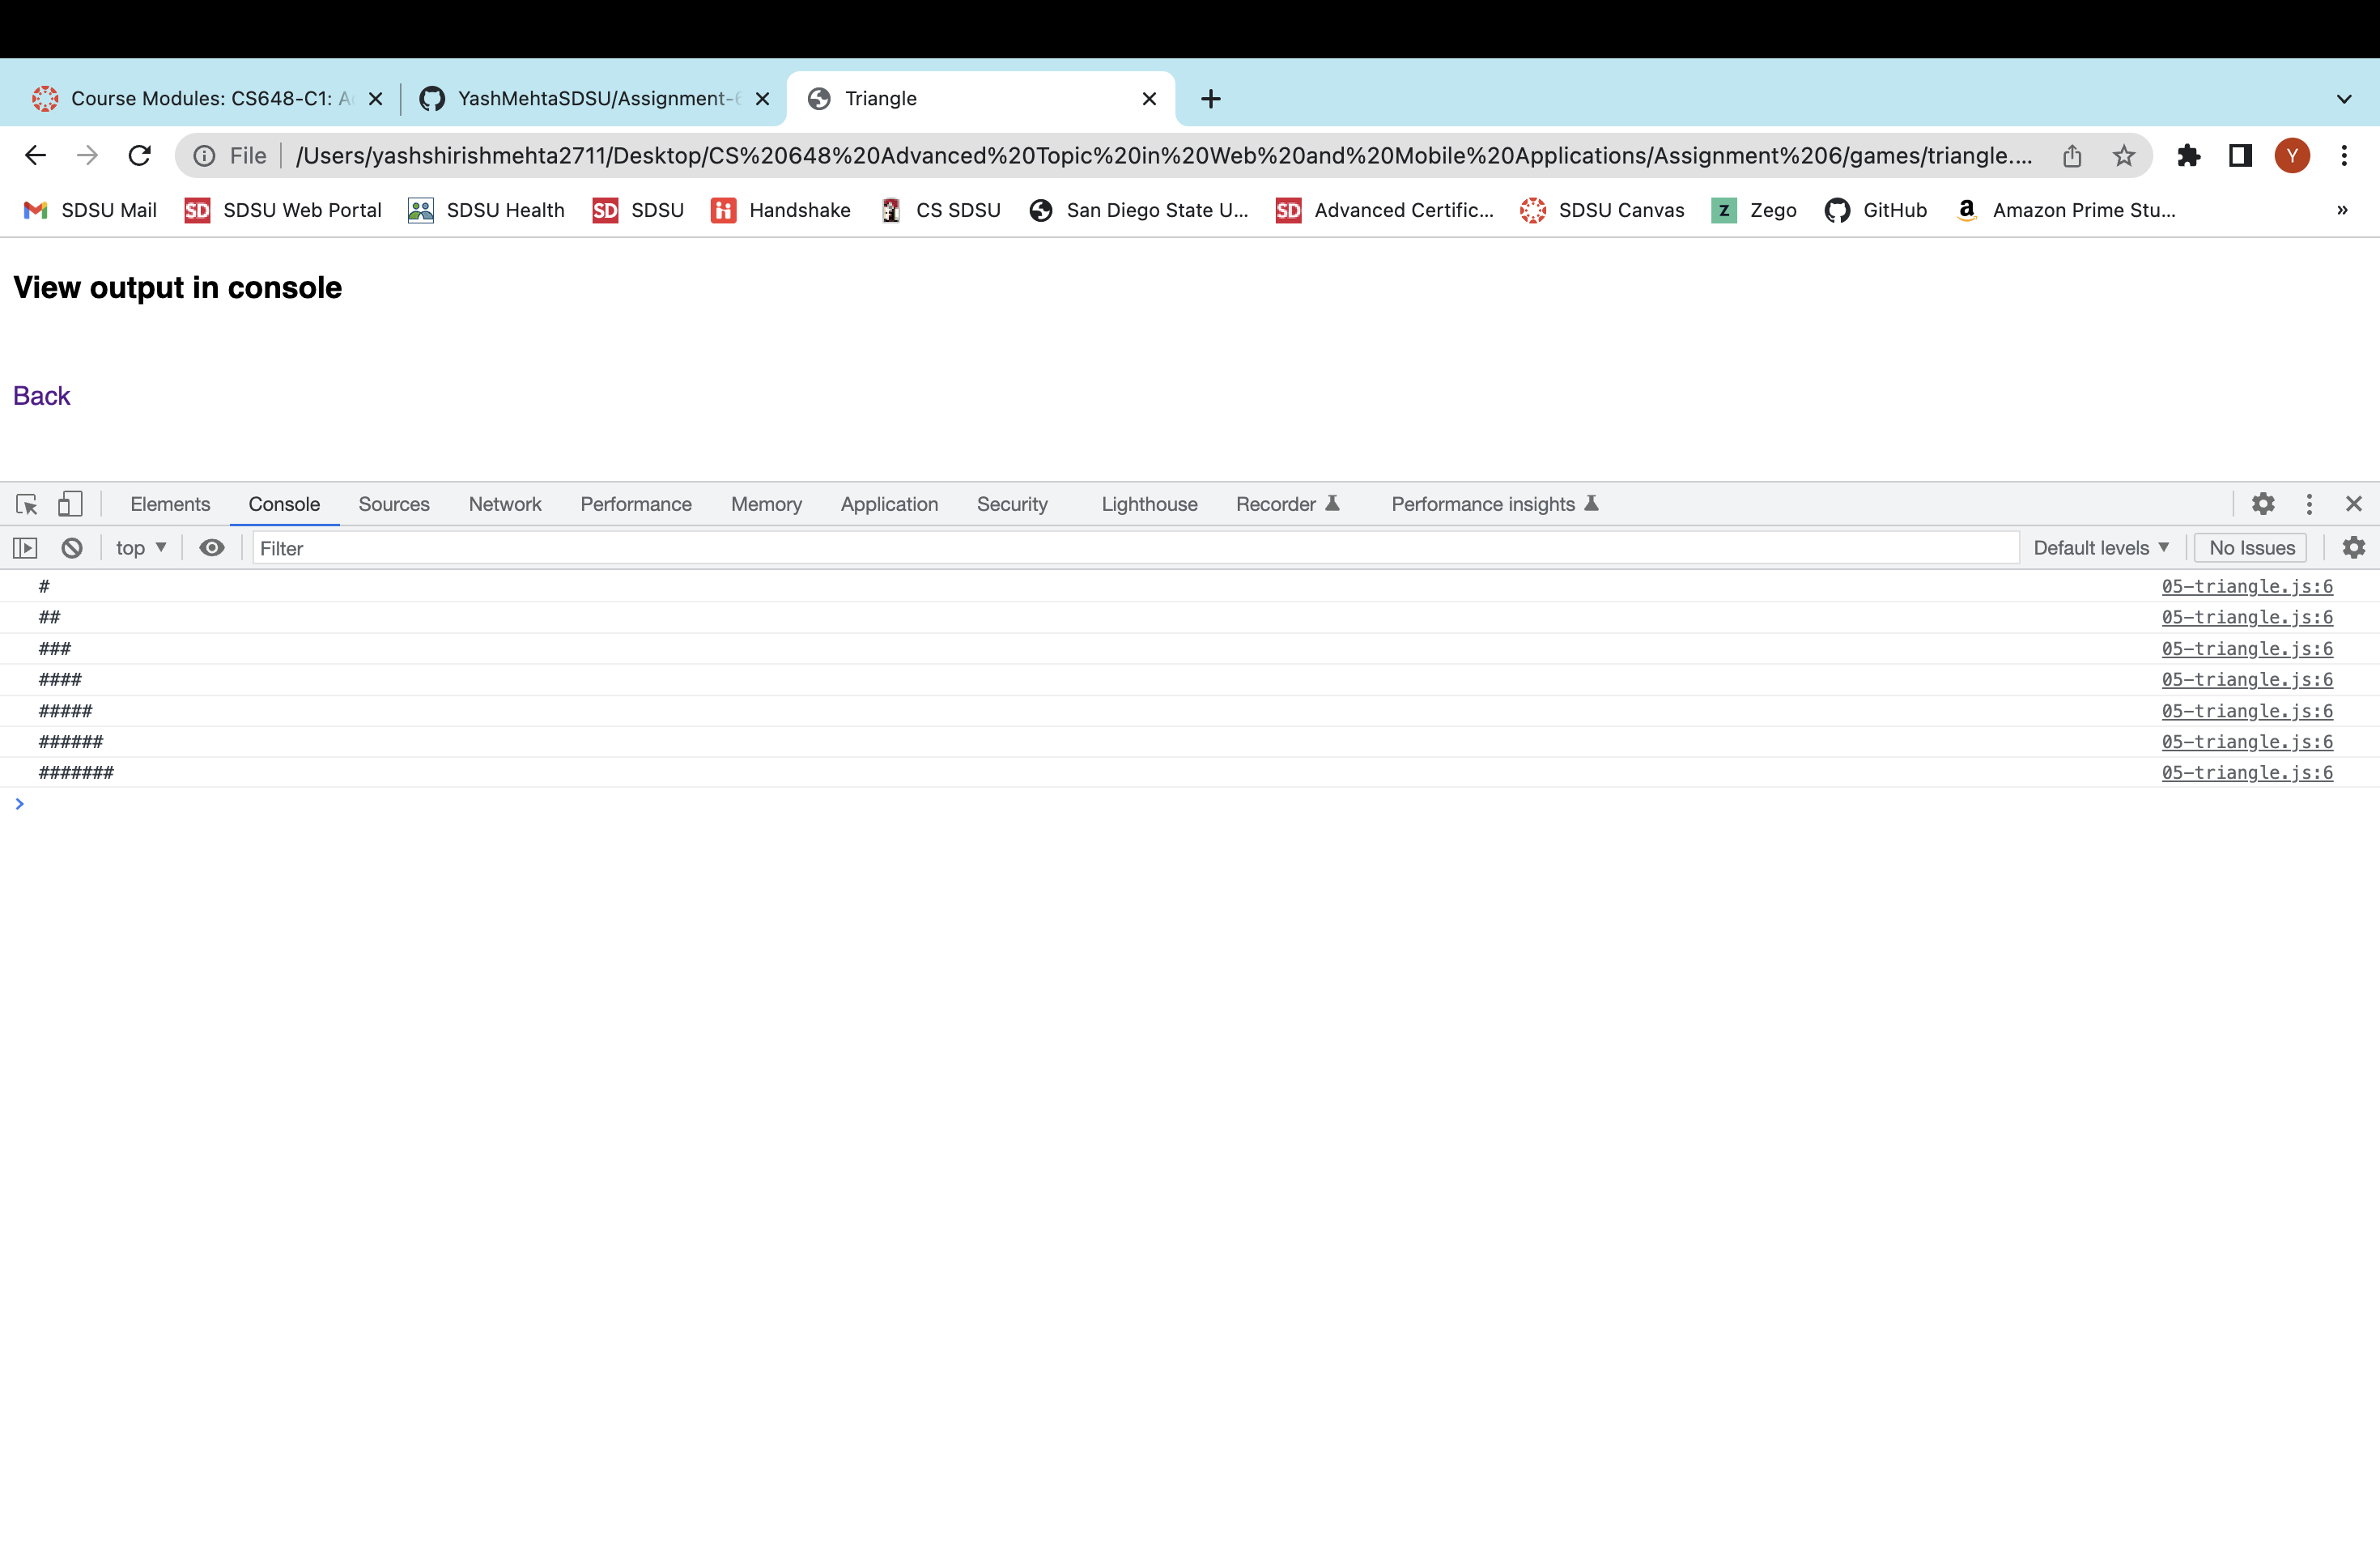 Course Modules: CS648-C1: A
YashMehtaSDSU/Assignment-6
Triangle
File
/Users/yashshirishmehta2711/Desktop/CS%20648%20Advanced%20Topic%20in%20Web%20and%20Mobile%20Applications/Assignment%206/games/triangle....
Y
SDSU Mail
SD SDSU Web Portal
SDSU Health
SD SDSU
Handshake
CS SDSU
San Diego State U...
SD Advanced Certific...
SDSU Canvas
Z Zego
GitHub
a Amazon Prime Stu...
»
View output in console
Back
Elements Console Sources Network Performance Memory Application Security Lighthouse Recorder Performance insights
top Filter Default levels No Issues
# 05-triangle.js:6
## 05-triangle.js:6
### 05-triangle.js:6
#### 05-triangle.js:6
##### 05-triangle.js:6
###### 05-triangle.js:6
####### 05-triangle.js:6